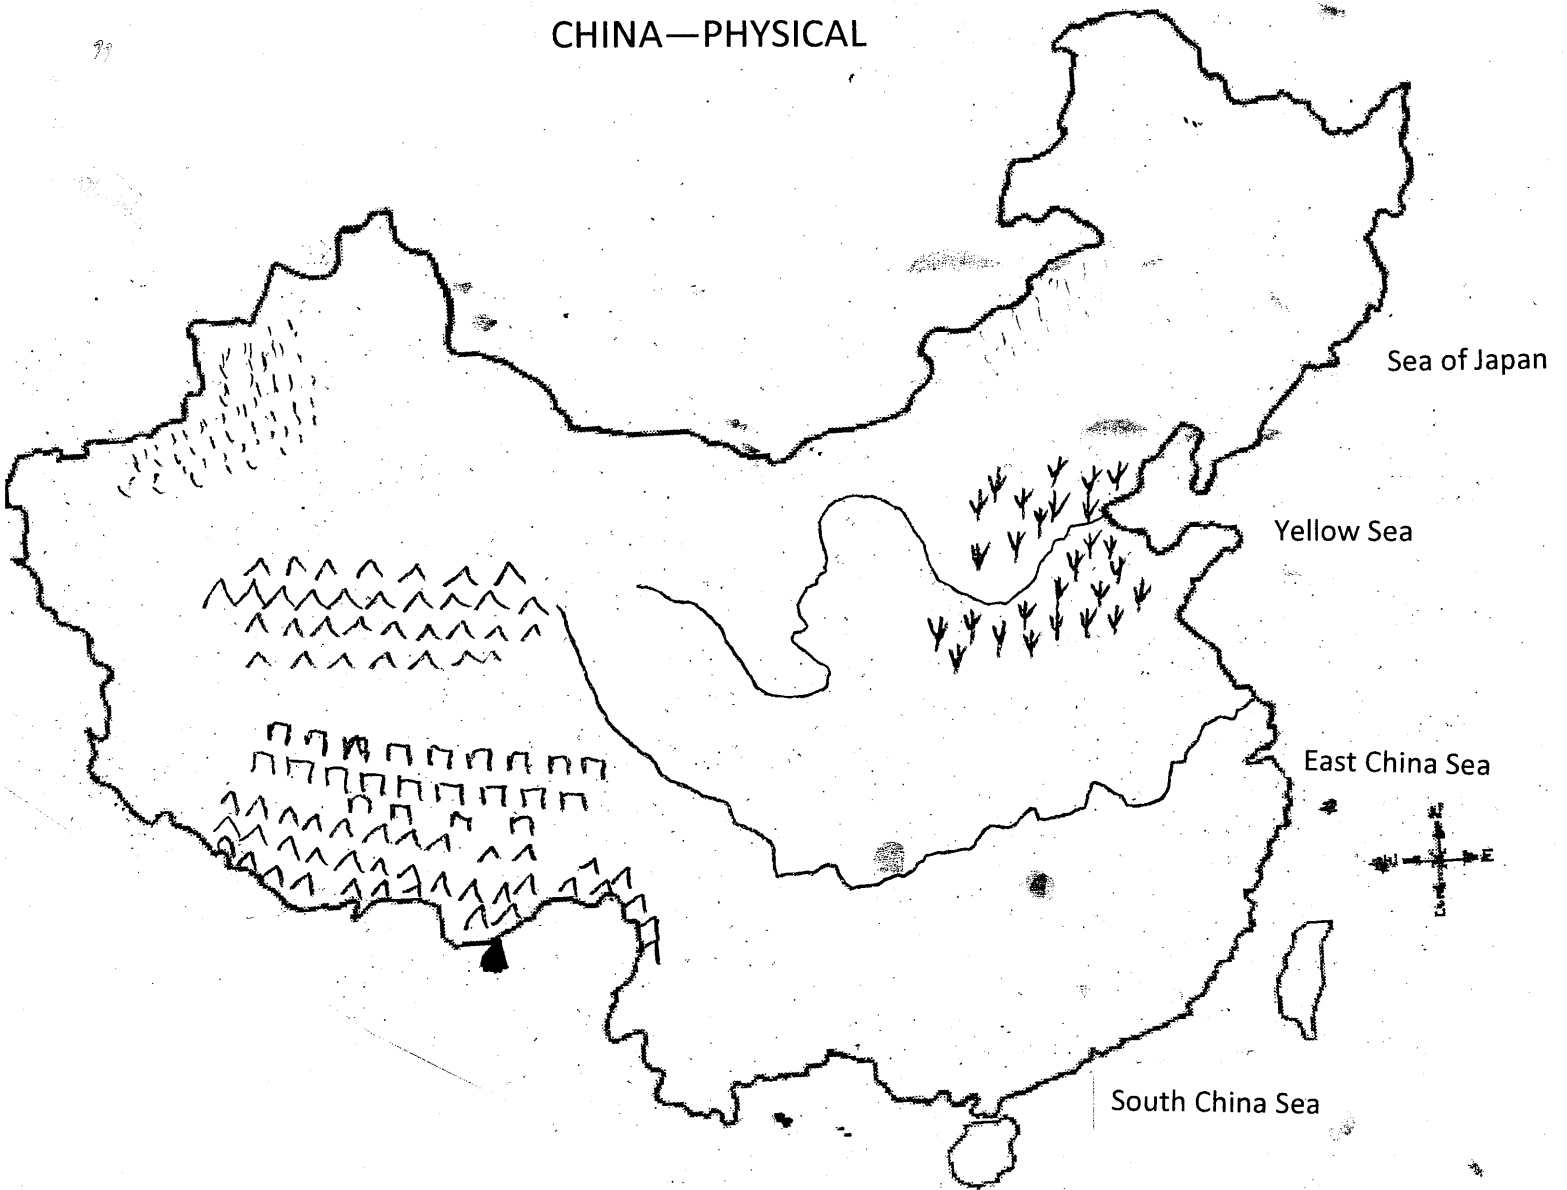 CHINA—PHYSICAL
Sea of Japan
Yellow Sea
East China Sea
E
South China Sea